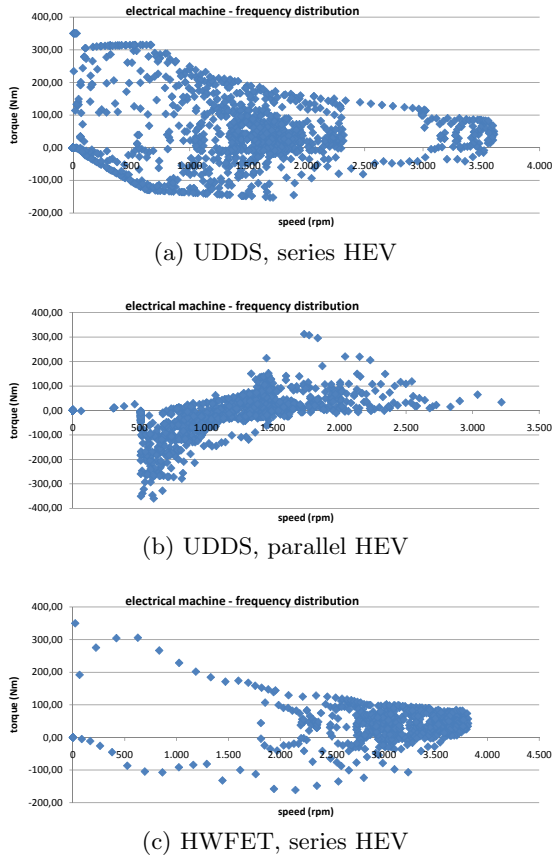 electrical machine - frequency distribution
400,00
300,00
200,00
100,00
0,00
-100,00
-200,00
torque (Nm)
0 500 1.000 1.500 2.000 2.500 3.000 3.500 4.000
speed (rpm)
(a) UDDS, series HEV
electrical machine - frequency distribution
400,00
300,00
200,00
100,00
0,00
-100,00
-200,00
-300,00
-400,00
torque (Nm)
0 500 1.000 1.500 2.000 2.500 3.000 3.500
speed (rpm)
(b) UDDS, parallel HEV
electrical machine - frequency distribution
400,00
300,00
200,00
100,00
0,00
-100,00
-200,00
torque (Nm)
0 500 1.000 1.500 2.000 2.500 3.000 3.500 4.000 4.500
speed (rpm)
(c) HWFET, series HEV